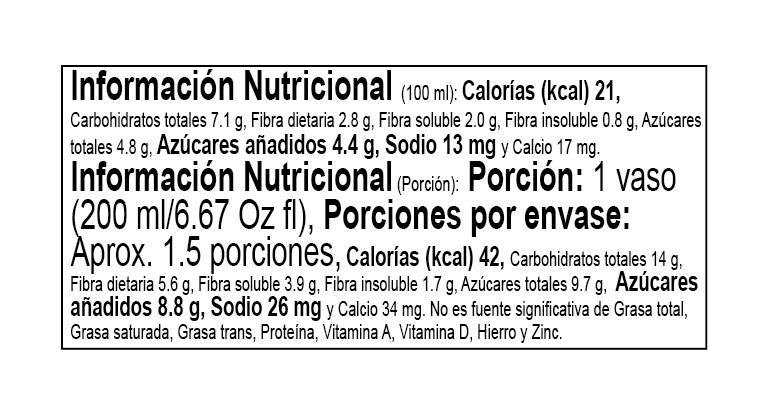 Información Nutricional (100 ml): Calorías (kcal) 21,
Carbohidratos totales 7.1 g, Fibra dietaria 2.8 g, Fibra soluble 2.0 g, Fibra insoluble 0.8 g, Azúcares
totales 4.8 g, Azúcares añadidos 4.4 g, Sodio 13 mg y Calcio 17 mg.
Información Nutricional (Porción): Porción: 1 vaso
(200 ml/6.67 Oz fl), Porciones por envase:
Aprox. 1.5 porciones, Calorías (kcal) 42, Carbohidratos totales 14 g,
Fibra dietaria 5.6 g, Fibra soluble 3.9 g, Fibra insoluble 1.7 g, Azúcares totales 9.7 g, Azúcares
añadidos 8.8 g, Sodio 26 mg y Calcio 34 mg. No es fuente significativa de Grasa total,
Grasa saturada, Grasa trans, Proteína, Vitamina A, Vitamina D, Hierro y Zinc.